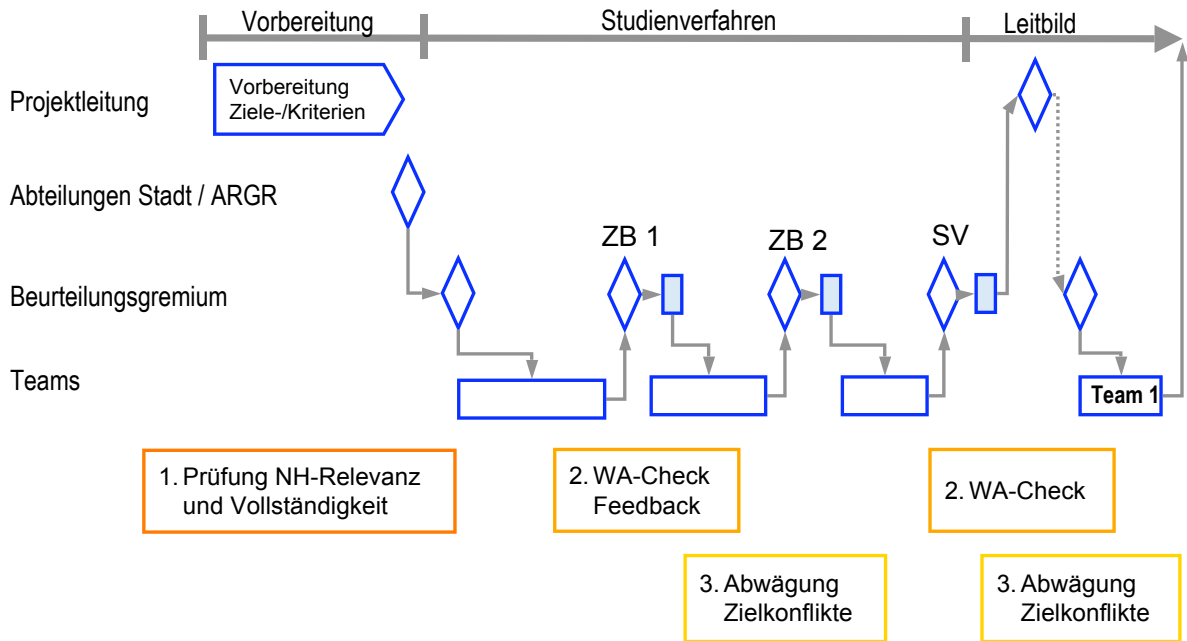 Vorbereitung
Studienverfahren
Leitbild
Projektleitung
Vorbereitung
Ziele-/Kriterien
Abteilungen Stadt / ARGR
ZB 1
ZB 2
SV
Beurteilungsgremium
Teams
Team 1
1. Prüfung NH-Relevanz
und Vollständigkeit
2. WA-Check
Feedback
2. WA-Check
3. Abwägung
Zielkonflikte
3. Abwägung
Zielkonflikte